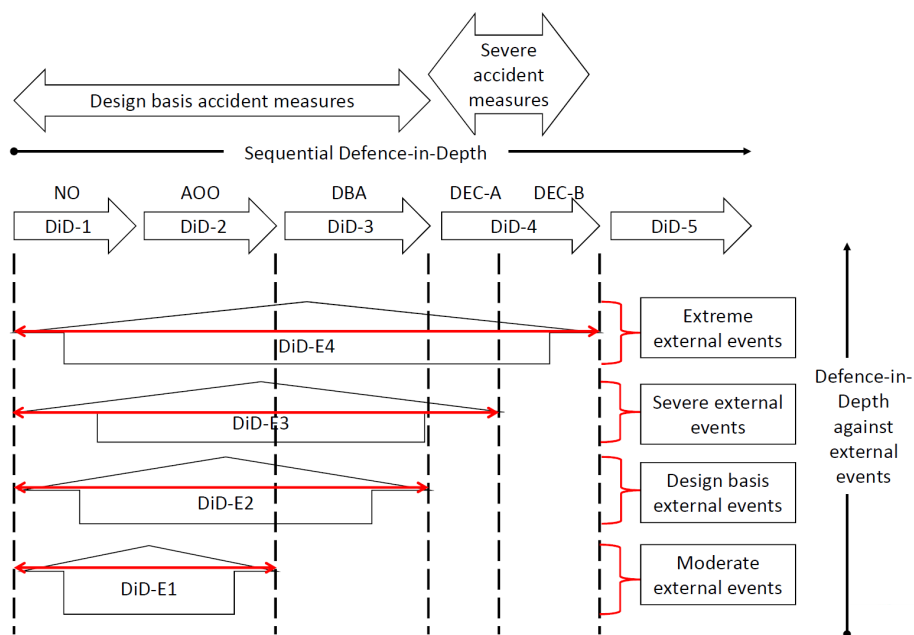 Severe
accident
measures
Design basis accident measures
Sequential Defence-in-Depth
NO
AOO
DBA
DEC-A
DEC-B
DiD-1
DiD-2
DiD-3
DiD-4
DiD-5
DiD-E4
Extreme
external events
DiD-E3
Severe external
events
DiD-E2
Design basis
external events
DiD-E1
Moderate
external events
Defence-in-
Depth
against
external
events